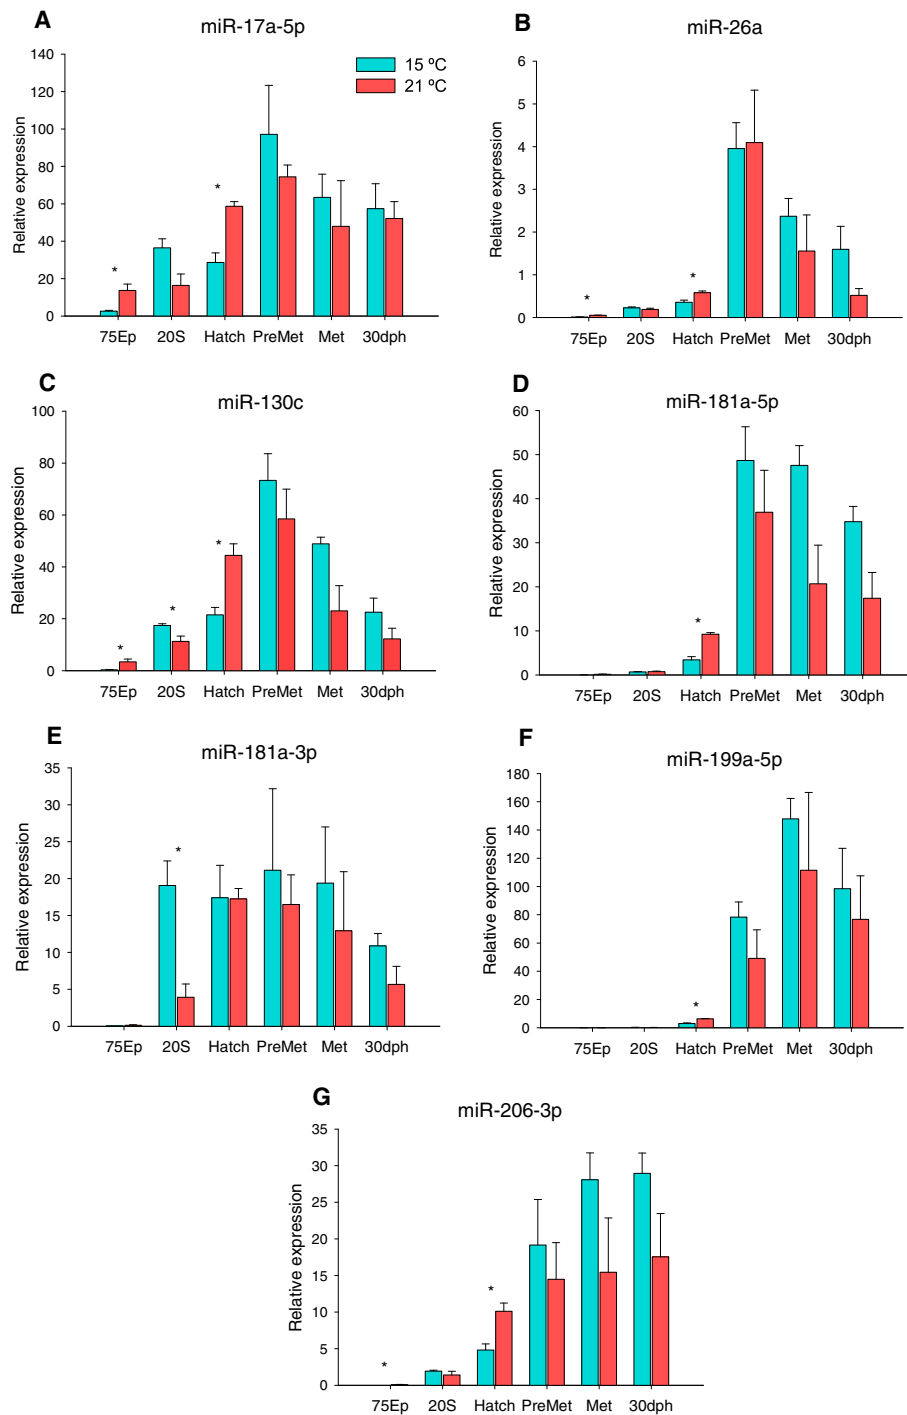 A
miR-17a-5p
140
120
100
80
60
40
20
0
Relative expression
15 ºC
21 ºC
*
*
75Ep 20S Hatch PreMet Met 30dph
B
miR-26a
6
5
4
3
2
1
0
Relative expression
*
*
75Ep 20S Hatch PreMet Met 30dph
C
miR-130c
100
80
60
40
20
0
Relative expression
*
*
*
75Ep 20S Hatch PreMet Met 30dph
D
miR-181a-5p
60
50
40
30
20
10
0
Relative expression
*
75Ep 20S Hatch PreMet Met 30dph
E
miR-181a-3p
35
30
25
20
15
10
5
0
Relative expression
*
75Ep 20S Hatch PreMet Met 30dph
F
miR-199a-5p
180
160
140
120
100
80
60
40
20
0
Relative expression
*
75Ep 20S Hatch PreMet Met 30dph
G
miR-206-3p
35
30
25
20
15
10
5
0
Relative expression
*
*
75Ep 20S Hatch PreMet Met 30dph